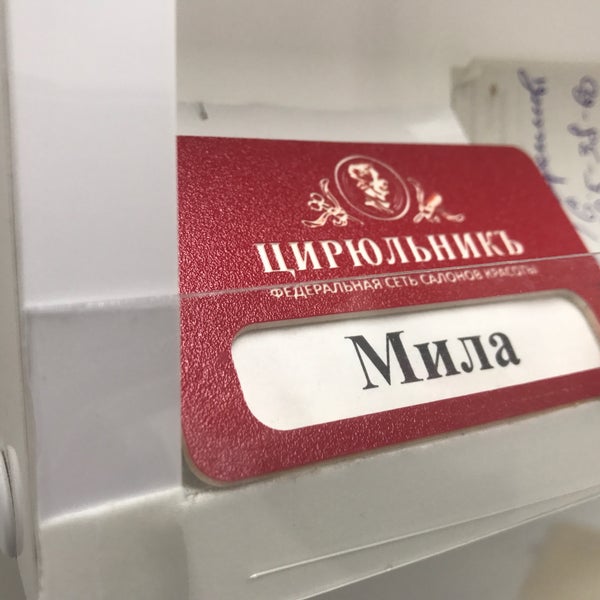 ЦИРЮЛЬНИКЪ
ФЕДЕРАЛЬНАЯ СЕТЬ САЛОНОВ КРАСОТЫ
Мила